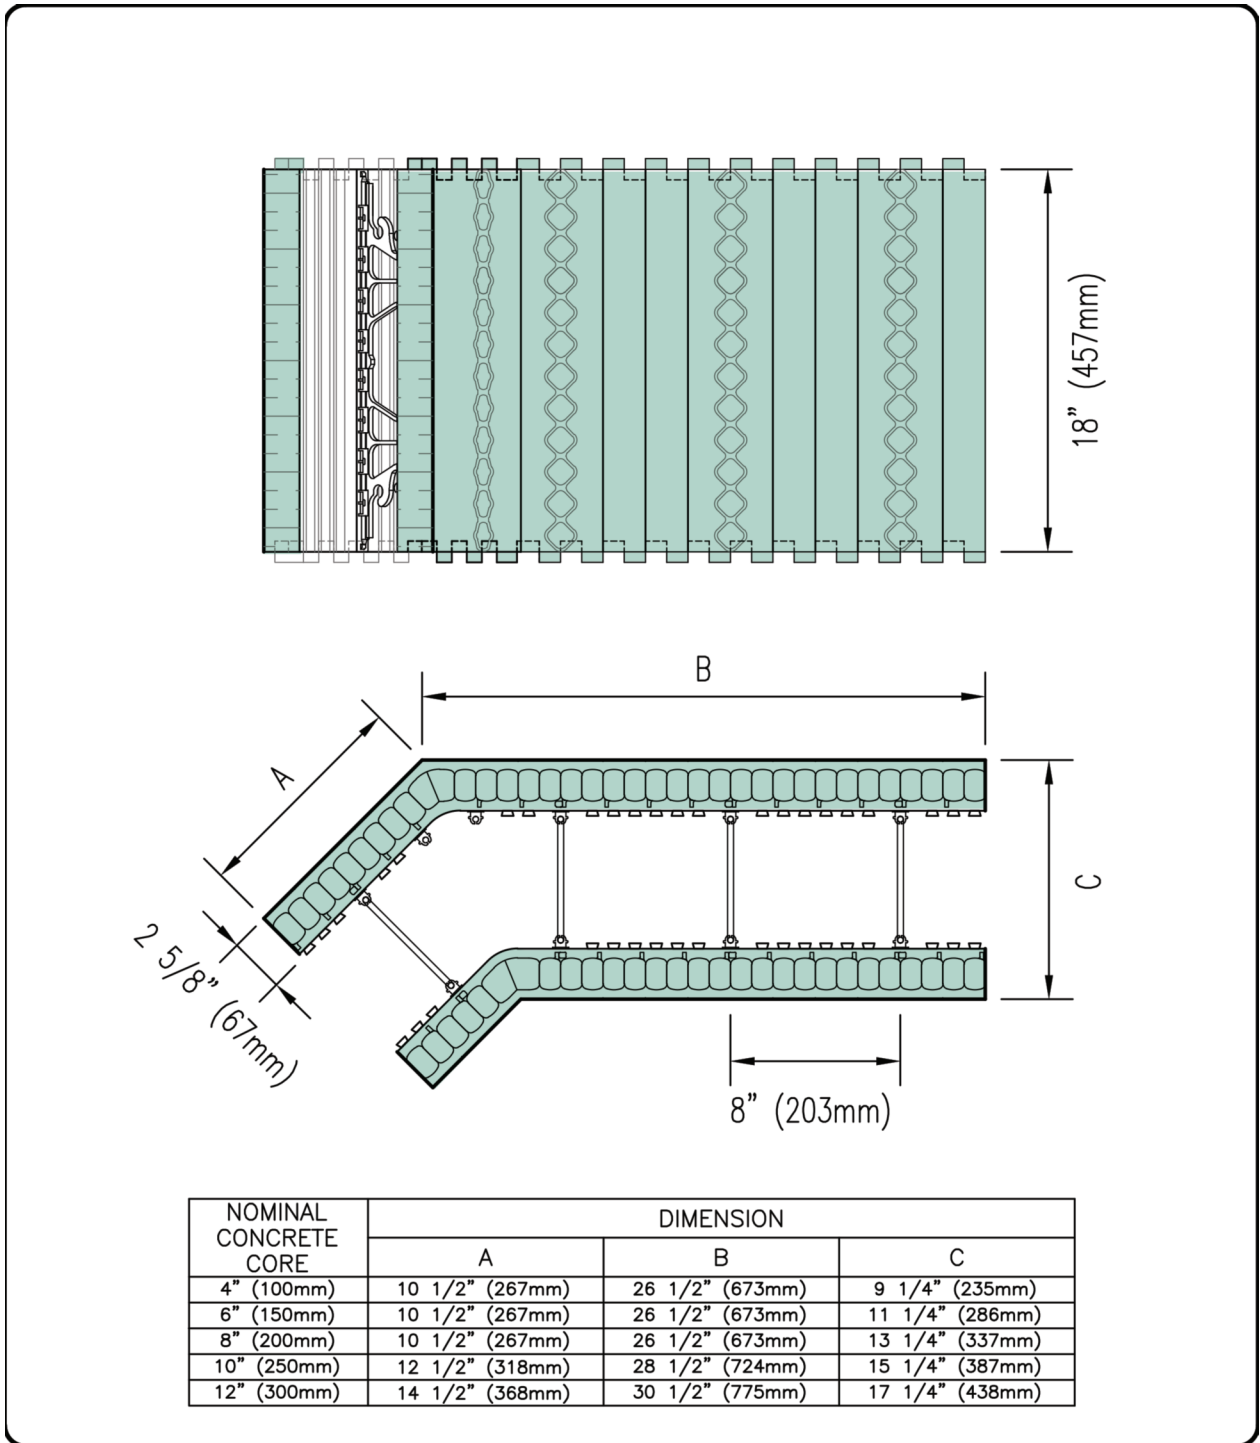 18” (457mm)
B
A
C
2 5/8” (67mm)
8” (203mm)
NOMINAL CONCRETE CORE
DIMENSION
A B C
4” (100mm) 10 1/2” (267mm) 26 1/2” (673mm) 9 1/4” (235mm)
6” (150mm) 10 1/2” (267mm) 26 1/2” (673mm) 11 1/4” (286mm)
8” (200mm) 10 1/2” (267mm) 26 1/2” (673mm) 13 1/4” (337mm)
10” (250mm) 12 1/2” (318mm) 28 1/2” (724mm) 15 1/4” (387mm)
12” (300mm) 14 1/2” (368mm) 30 1/2” (775mm) 17 1/4” (438mm)